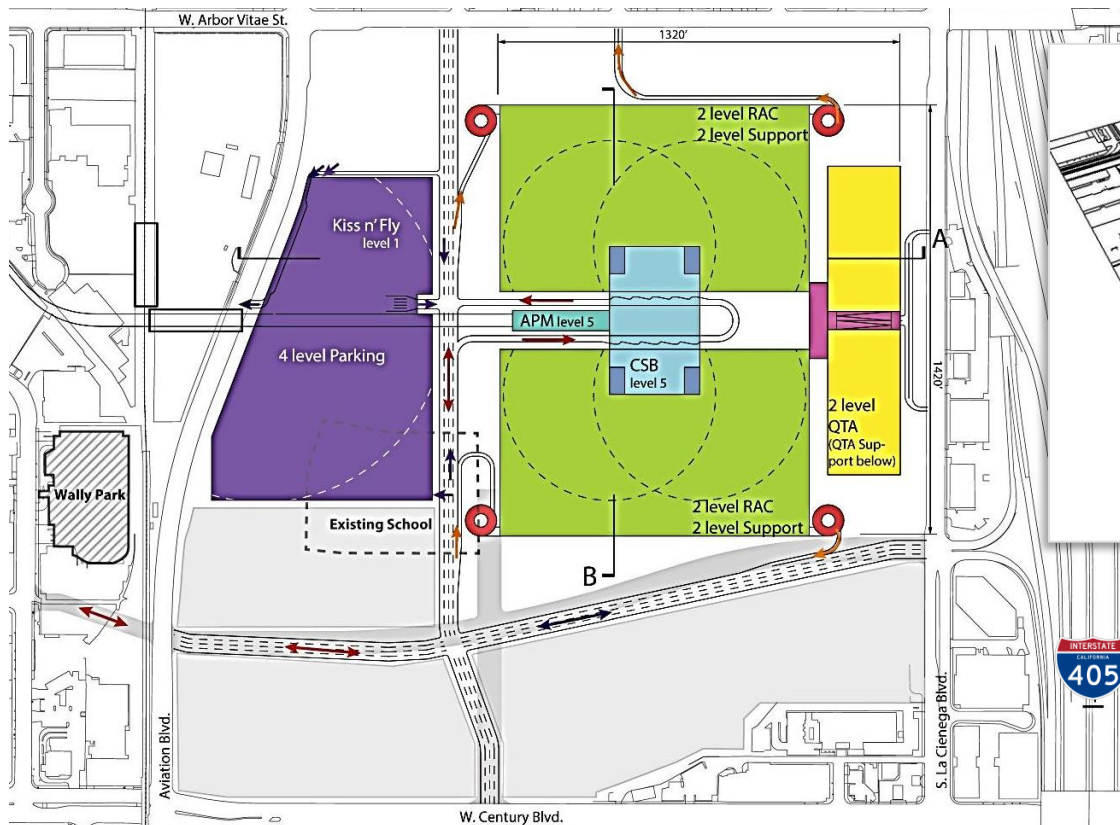 W. Arbor Vitae St.
1320'
2 level RAC
2 level Support
Kiss n' Fly
level 1
A
APM level 5
4 level Parking
CSB
level 5
1420'
2 level
QTA
(QTA Sup-
port below)
Wally Park
Existing School
2 level RAC
2 level Support
B
INTERSTATE
CALIFORNIA
405
Aviation Blvd.
S. La Cienega Blvd.
W. Century Blvd.